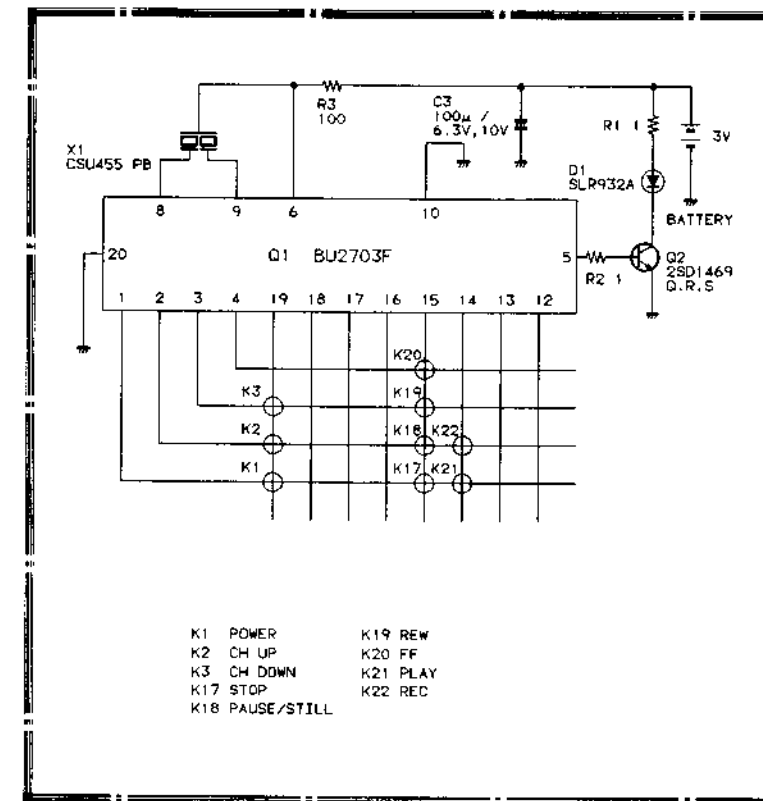 R3
100
C3
100µ /
6.3V,10V
R1 1
3V
X1
CSU455 PB
D1
SLR932A
BATTERY
8 9 6 10
20 Q1 BU2703F 5
R2 1
Q2
2SD1469
Q.R.S
1 2 3 4 19 18 17 16 15 14 13 12
K20
K3 K19
K2 K18 K22
K1 K17 K21
K1 POWER K19 REW
K2 CH UP K20 FF
K3 CH DOWN K21 PLAY
K17 STOP K22 REC
K18 PAUSE/STILL